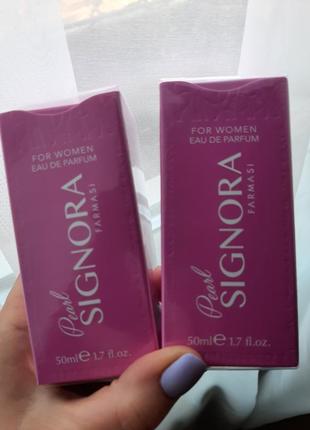 FOR WOMEN
EAU DE PARFUM
Pearl
SIGNORA
FARMASi
50ml℮ 1.7 fl.oz.
FOR WOMEN
EAU DE PARFUM
Pearl
SIGNORA
FARMASi
50ml℮ 1.7 fl.oz.